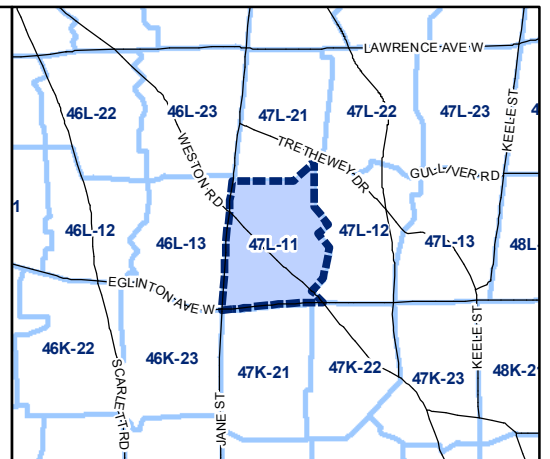 LAWRENCE AVE W
46L-22
46L-23
47L-21
47L-22
47L-23
4
KEELE ST
WESTON RD
TRETHEWEY DR
GULLIVER RD
1
46L-12
46L-13
47L-11
47L-12
47L-13
48L-
EGLINTON AVE W
46K-22
46K-23
47K-21
47K-22
47K-23
48K-2
SCARLETT RD
JANE ST
KEELE ST